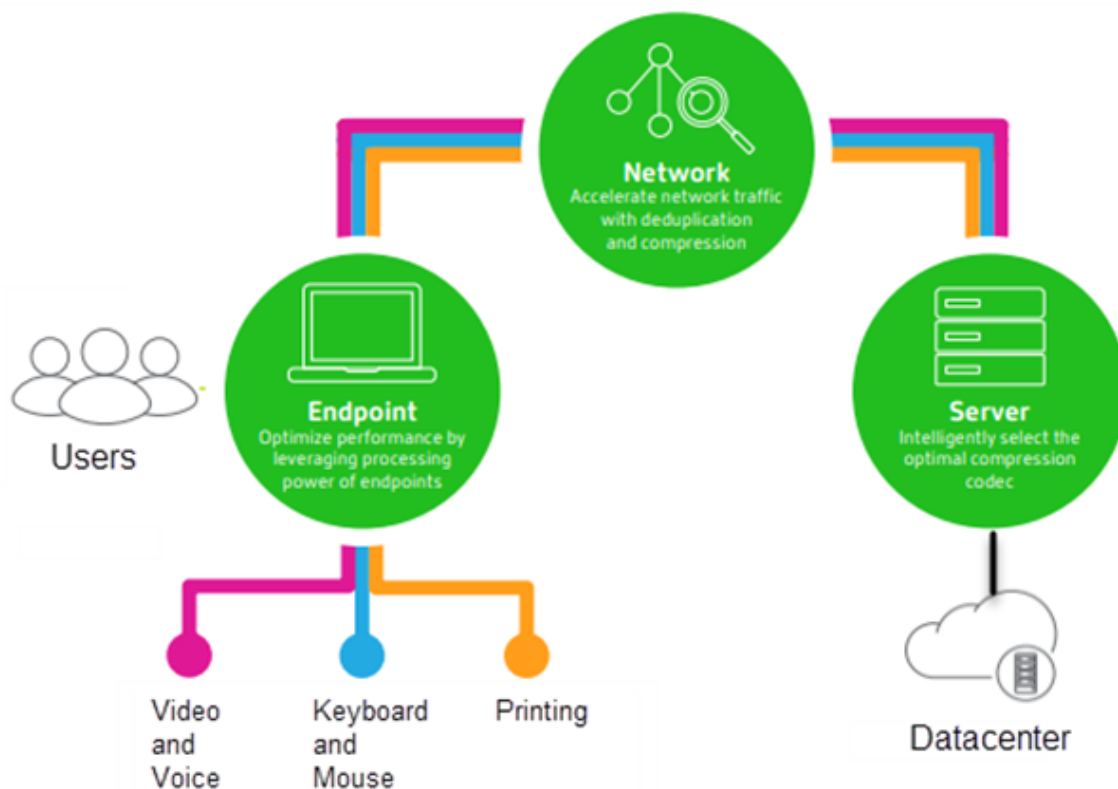 Network
Accelerate network traffic
with deduplication
and compression
Endpoint
Optimize performance by
leveraging processing
power of endpoints
Server
Intelligently select the
optimal compression
codec
Users
Video
and
Voice
Keyboard
and
Mouse
Printing
Datacenter